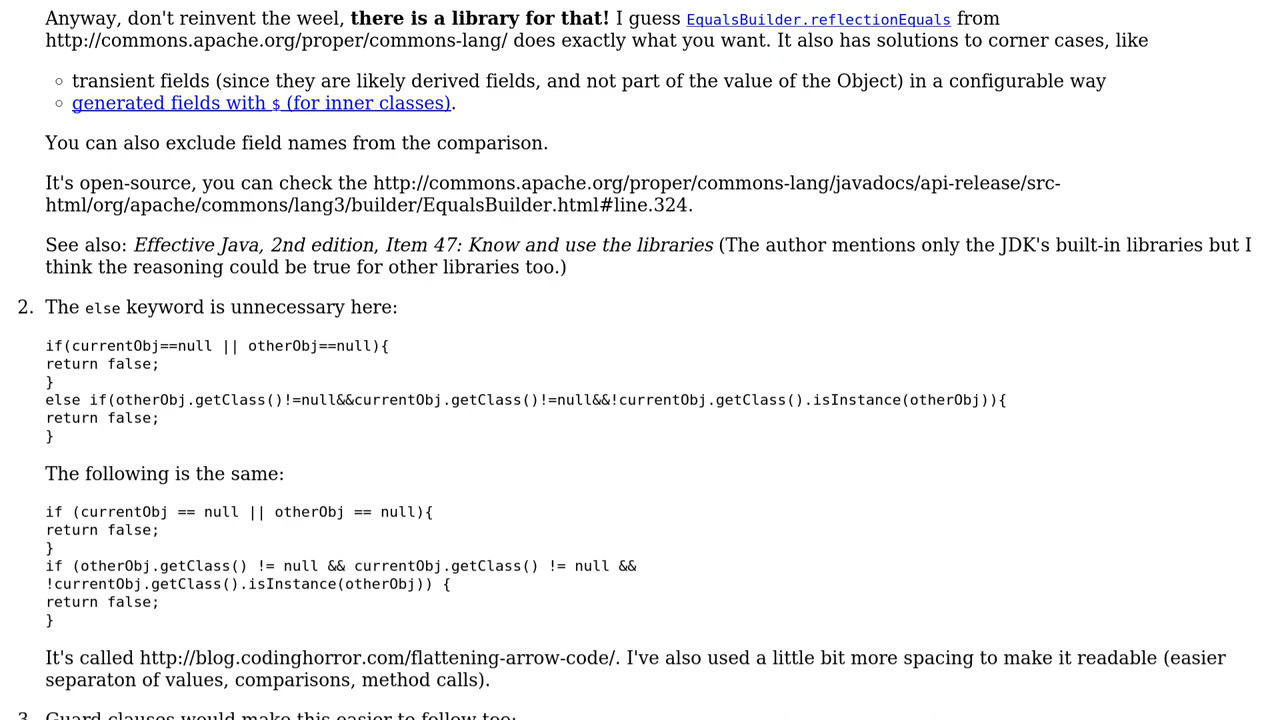 Anyway, don't reinvent the weel, there is a library for that! I guess EqualsBuilder.reflectionEquals from
http://commons.apache.org/proper/commons-lang/ does exactly what you want. It also has solutions to corner cases, like
◦ transient fields (since they are likely derived fields, and not part of the value of the Object) in a configurable way
◦ generated fields with $ (for inner classes).
You can also exclude field names from the comparison.
It's open-source, you can check the http://commons.apache.org/proper/commons-lang/javadocs/api-release/src-
html/org/apache/commons/lang3/builder/EqualsBuilder.html#line.324.
See also: Effective Java, 2nd edition, Item 47: Know and use the libraries (The author mentions only the JDK's built-in libraries but I
think the reasoning could be true for other libraries too.)
2. The else keyword is unnecessary here:
if(currentObj==null || otherObj==null){
return false;
}
else if(otherObj.getClass()!=null&&currentObj.getClass()!=null&&!currentObj.getClass().isInstance(otherObj)){
return false;
}
The following is the same:
if (currentObj == null || otherObj == null){
return false;
}
if (otherObj.getClass() != null && currentObj.getClass() != null &&
!currentObj.getClass().isInstance(otherObj)) {
return false;
}
It's called http://blog.codinghorror.com/flattening-arrow-code/. I've also used a little bit more spacing to make it readable (easier
separaton of values, comparisons, method calls).
3. Guard clauses would make this easier to follow too: